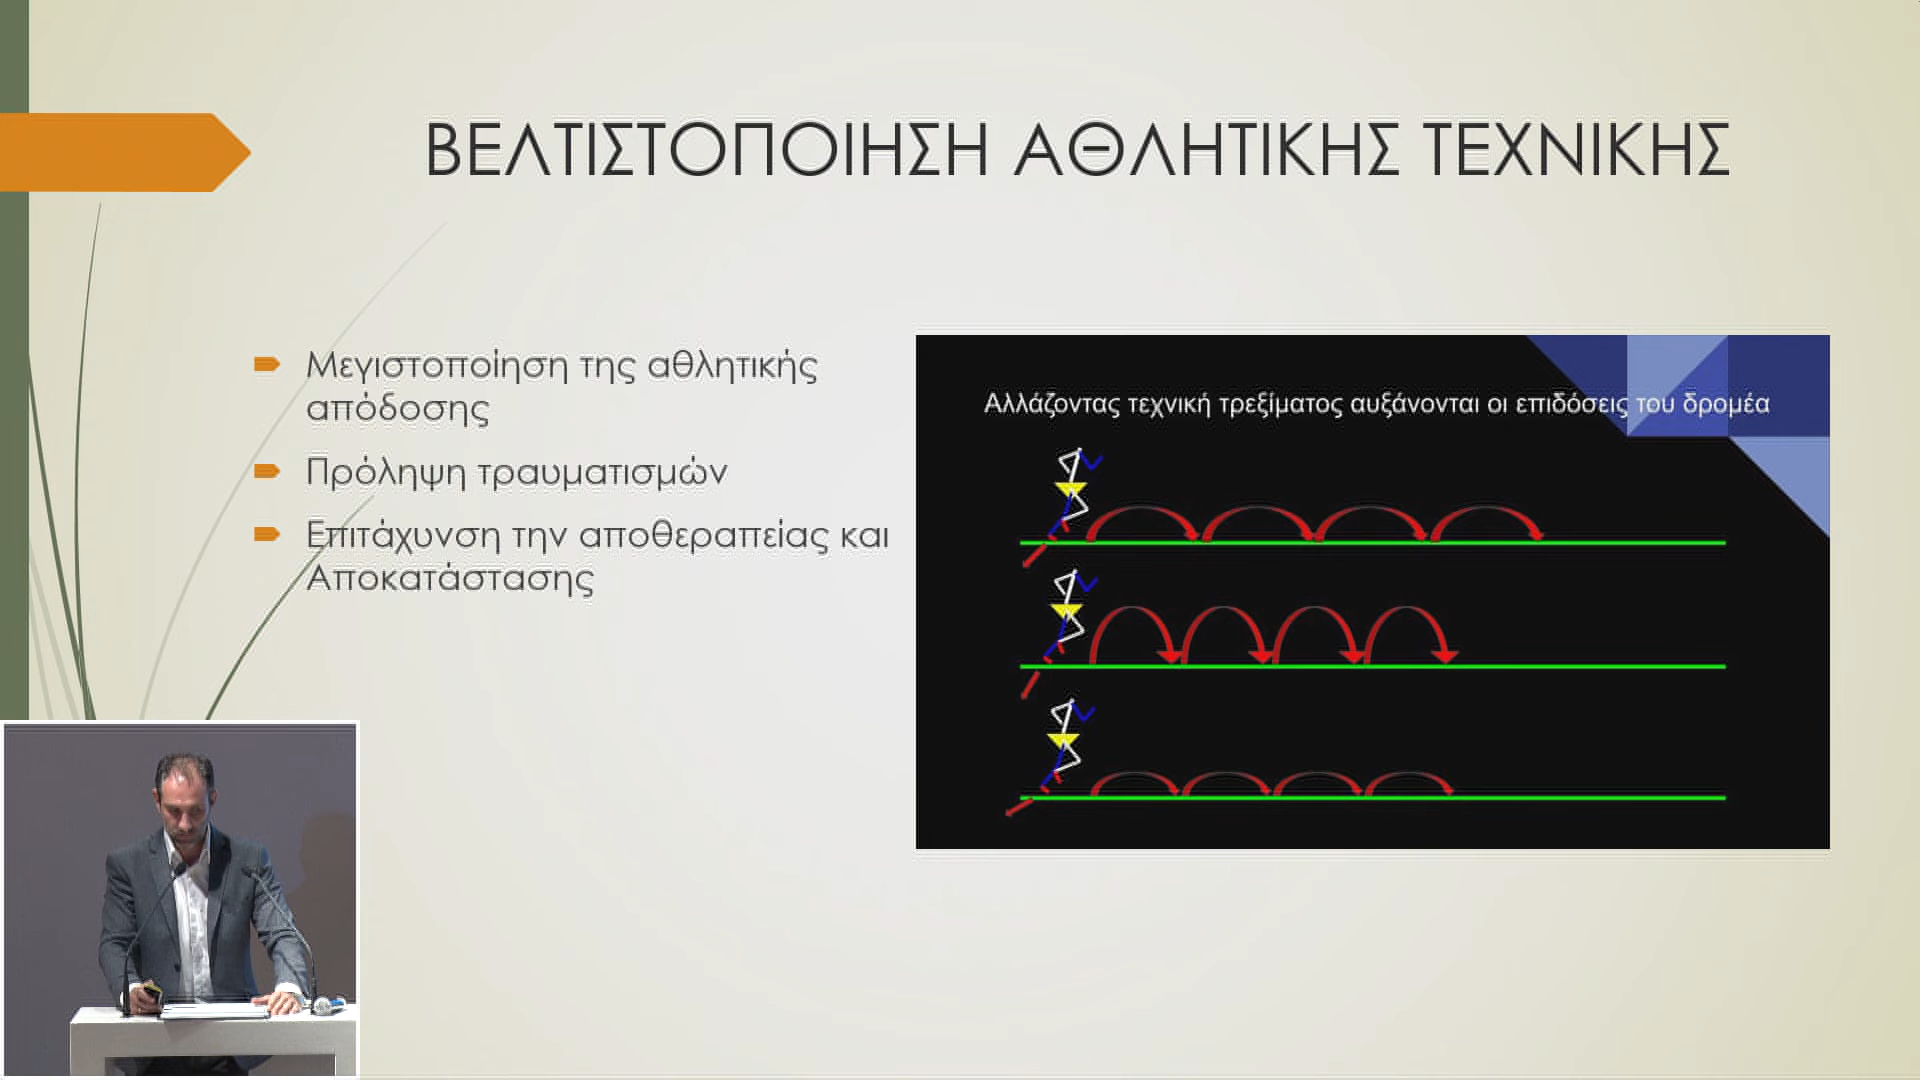 ΒΕΛΤΙΣΤΟΠΟΙΗΣΗ ΑΘΛΗΤΙΚΗΣ ΤΕΧΝΙΚΗΣ
Μεγιστοποίηση της αθλητικής
απόδοσης
Πρόληψη τραυματισμών
Επιτάχυνση την αποθεραπείας και
Αποκατάστασης
Αλλάζοντας τεχνική τρεξίματος αυξάνονται οι επιδόσεις του δρομέα